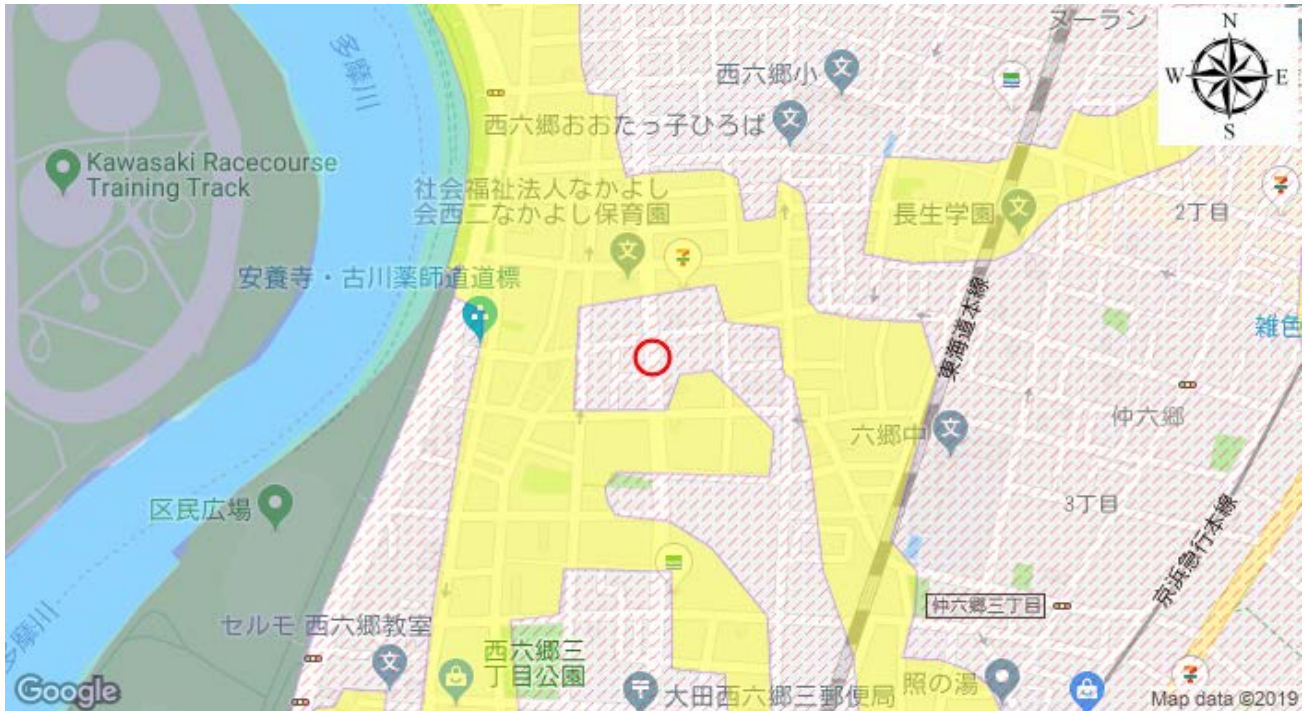 ヌーラン
N
W E
S
多摩川
西六郷小
西六郷おおたっ子ひろば
Kawasaki Racecourse
Training Track
社会福祉法人なかよし
会西二なかよし保育園
長生学園
2丁目
安養寺・古川薬師道道標
東海道本線
雑色
六郷中
仲六郷
区民広場
3丁目
京浜急行本線
仲六郷三丁目
多摩川
セルモ 西六郷教室
西六郷三
丁目公園
大田西六郷三郵便局
照の湯
Google
Map data ©2019